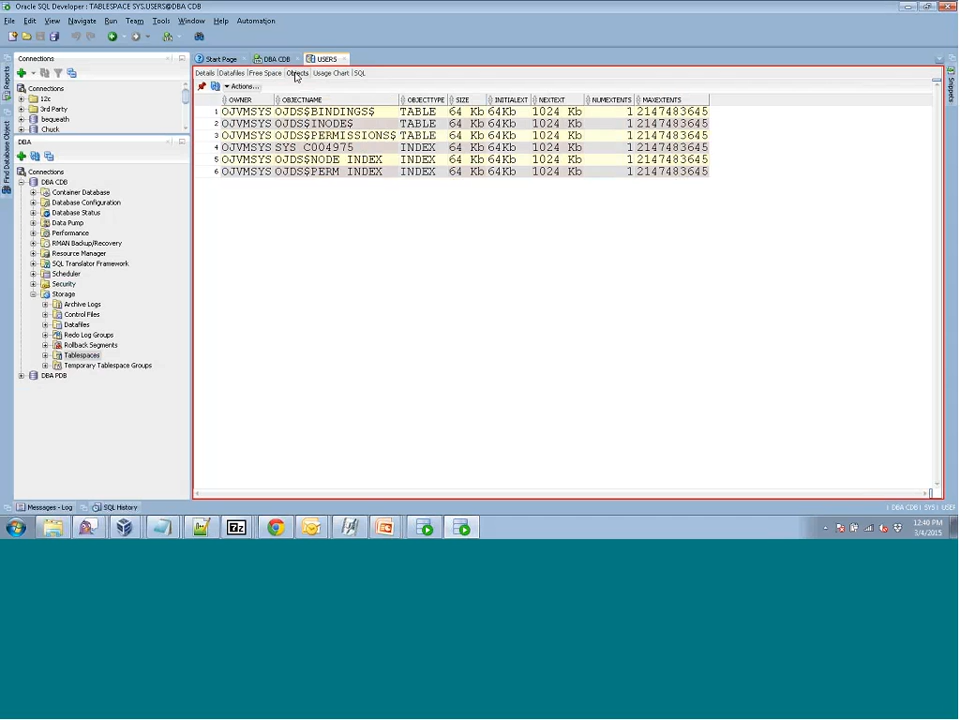 Oracle SQL Developer : TABLESPACE SYS.USERS@DBA CDB
File Edit View Navigate Run Team Tools Window Help Automation
Connections
Start Page DBA CDB USERS
Details Datafiles Free Space Objects Usage Chart SQL
Actions...
OWNER OBJECTNAME OBJECTTYPE SIZE INITIALEXT NEXTEXT NUMEXTENTS MAXEXTENTS
1 OJVMSYS OJDS$BINDINGS$ TABLE 64 Kb 64Kb 1024 Kb 1 2147483645
2 OJVMSYS OJDS$INODE$ TABLE 64 Kb 64Kb 1024 Kb 1 2147483645
3 OJVMSYS OJDS$PERMISSIONS$ TABLE 64 Kb 64Kb 1024 Kb 1 2147483645
4 OJVMSYS SYS C004975 INDEX 64 Kb 64Kb 1024 Kb 1 2147483645
5 OJVMSYS OJDS$NODE INDEX INDEX 64 Kb 64Kb 1024 Kb 1 2147483645
6 OJVMSYS OJDS$PERM INDEX INDEX 64 Kb 64Kb 1024 Kb 1 2147483645
Reports
Find Database Object
Snippets
Connections
12c
3rd Party
bequeath
Chuck
DBA
Connections
DBA CDB
Container Database
Database Configuration
Database Status
Data Pump
Performance
RMAN Backup/Recovery
Resource Manager
SQL Translator Framework
Scheduler
Security
Storage
Archive Logs
Control Files
Datafiles
Redo Log Groups
Rollback Segments
Tablespaces
Temporary Tablespace Groups
DBA PDB
Messages - Log SQL History
DBA CDB | SYS | USER
7z
12:40 PM
3/4/2015